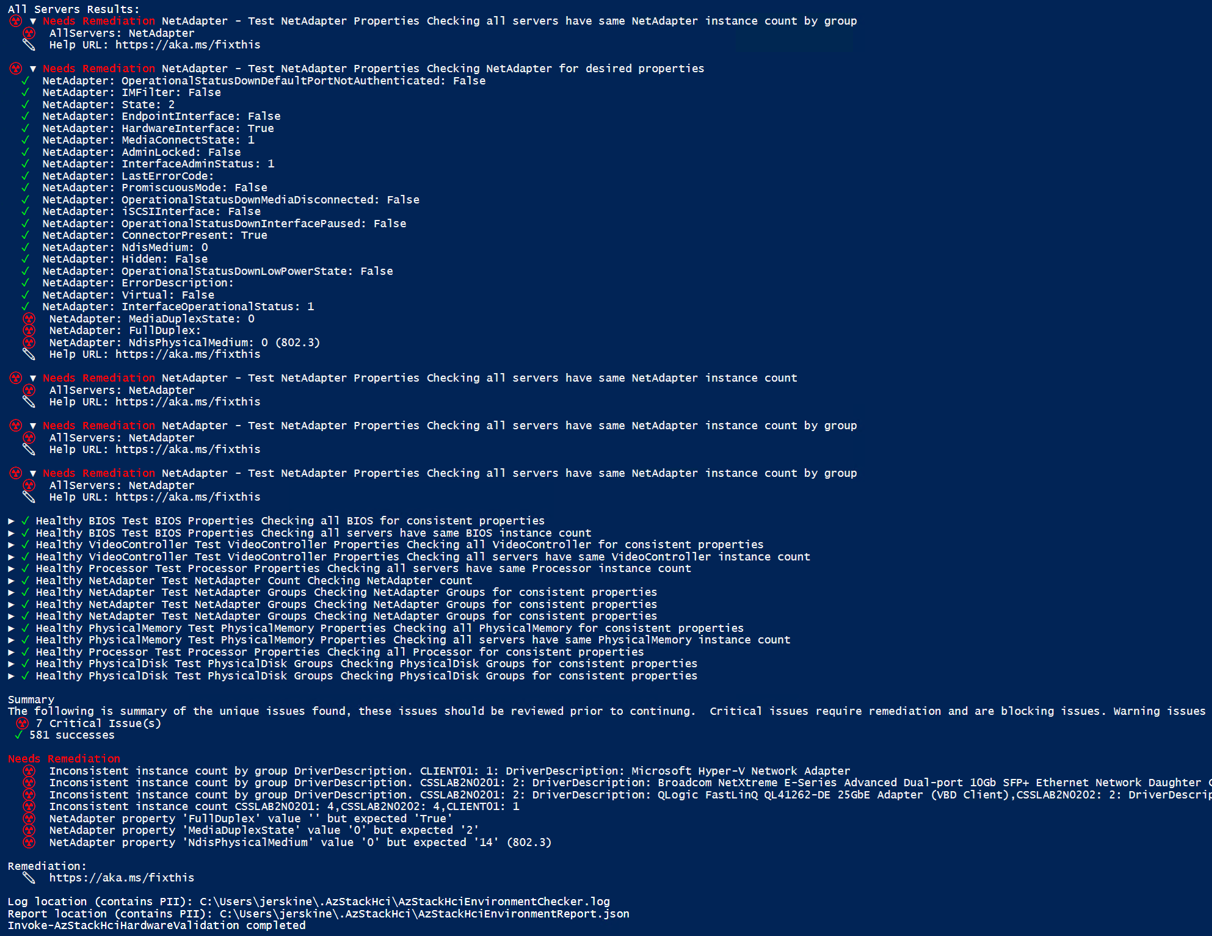 All Servers Results:
▼ Needs Remediation NetAdapter - Test NetAdapter Properties Checking all servers have same NetAdapter instance count by group
AllServers: NetAdapter
Help URL: https://aka.ms/fixthis
▼ Needs Remediation NetAdapter - Test NetAdapter Properties Checking NetAdapter for desired properties
✓ NetAdapter: OperationalStatusDownDefaultPortNotAuthenticated: False
✓ NetAdapter: IMFilter: False
✓ NetAdapter: State: 2
✓ NetAdapter: EndpointInterface: False
✓ NetAdapter: HardwareInterface: True
✓ NetAdapter: MediaConnectState: 1
✓ NetAdapter: AdminLocked: False
✓ NetAdapter: InterfaceAdminStatus: 1
✓ NetAdapter: LastErrorCode:
✓ NetAdapter: PromiscuousMode: False
✓ NetAdapter: OperationalStatusDownMediaDisconnected: False
✓ NetAdapter: iSCSIInterface: False
✓ NetAdapter: OperationalStatusDownInterfacePaused: False
✓ NetAdapter: ConnectorPresent: True
✓ NetAdapter: NdisMedium: 0
✓ NetAdapter: Hidden: False
✓ NetAdapter: OperationalStatusDownLowPowerState: False
✓ NetAdapter: ErrorDescription:
✓ NetAdapter: Virtual: False
✓ NetAdapter: InterfaceOperationalStatus: 1
NetAdapter: MediaDuplexState: 0
NetAdapter: FullDuplex:
NetAdapter: NdisPhysicalMedium: 0 (802.3)
Help URL: https://aka.ms/fixthis
▼ Needs Remediation NetAdapter - Test NetAdapter Properties Checking all servers have same NetAdapter instance count
AllServers: NetAdapter
Help URL: https://aka.ms/fixthis
▼ Needs Remediation NetAdapter - Test NetAdapter Properties Checking all servers have same NetAdapter instance count by group
AllServers: NetAdapter
Help URL: https://aka.ms/fixthis
▼ Needs Remediation NetAdapter - Test NetAdapter Properties Checking all servers have same NetAdapter instance count by group
AllServers: NetAdapter
Help URL: https://aka.ms/fixthis
► ✓ Healthy BIOS Test BIOS Properties Checking all BIOS for consistent properties
► ✓ Healthy BIOS Test BIOS Properties Checking all servers have same BIOS instance count
► ✓ Healthy VideoController Test VideoController Properties Checking all VideoController for consistent properties
► ✓ Healthy VideoController Test VideoController Properties Checking all servers have same VideoController instance count
► ✓ Healthy Processor Test Processor Properties Checking all servers have same Processor instance count
► ✓ Healthy NetAdapter Test NetAdapter Count Checking NetAdapter count
► ✓ Healthy NetAdapter Test NetAdapter Groups Checking NetAdapter Groups for consistent properties
► ✓ Healthy NetAdapter Test NetAdapter Groups Checking NetAdapter Groups for consistent properties
► ✓ Healthy NetAdapter Test NetAdapter Groups Checking NetAdapter Groups for consistent properties
► ✓ Healthy PhysicalMemory Test PhysicalMemory Properties Checking all PhysicalMemory for consistent properties
► ✓ Healthy PhysicalMemory Test PhysicalMemory Properties Checking all servers have same PhysicalMemory instance count
► ✓ Healthy Processor Test Processor Properties Checking all Processor for consistent properties
► ✓ Healthy PhysicalDisk Test PhysicalDisk Groups Checking PhysicalDisk Groups for consistent properties
► ✓ Healthy PhysicalDisk Test PhysicalDisk Groups Checking PhysicalDisk Groups for consistent properties
Summary
The following is summary of the unique issues found, these issues should be reviewed prior to continung. Critical issues require remediation and are blocking issues. Warning issues
7 Critical Issue(s)
✓ 581 successes
Needs Remediation
Inconsistent instance count by group DriverDescription. CLIENT01: 1: DriverDescription: Microsoft Hyper-V Network Adapter
Inconsistent instance count by group DriverDescription. CSSLAB2N0201: 2: DriverDescription: Broadcom NetXtreme E-Series Advanced Dual-port 10Gb SFP+ Ethernet Network Daughter C
Inconsistent instance count by group DriverDescription. CSSLAB2N0201: 2: DriverDescription: QLogic FastLinQ QL41262-DE 25GbE Adapter (VBD Client),CSSLAB2N0202: 2: DriverDescrip
Inconsistent instance count CSSLAB2N0201: 4,CSSLAB2N0202: 4,CLIENT01: 1
NetAdapter property 'FullDuplex' value '' but expected 'True'
NetAdapter property 'MediaDuplexState' value '0' but expected '2'
NetAdapter property 'NdisPhysicalMedium' value '0' but expected '14' (802.3)
Remediation:
https://aka.ms/fixthis
Log location (contains PII): C:\Users\jerskine\.AzStackHci\AzStackHciEnvironmentChecker.log
Report location (contains PII): C:\Users\jerskine\.AzStackHci\AzStackHciEnvironmentReport.json
Invoke-AzStackHciHardwareValidation completed